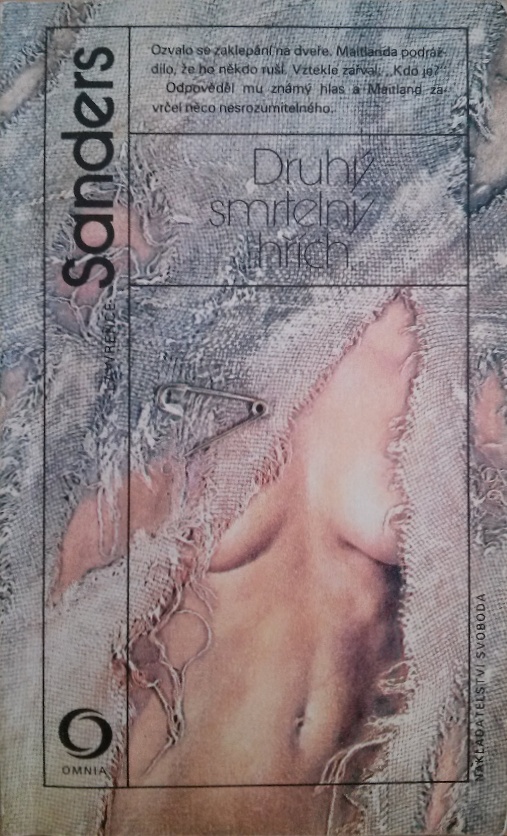 Ozvalo se zaklepání na dveře. Maitlanda podráž-
dilo, že ho někdo ruší. Vztekle zařval: „Kdo je?"
Odpověděl mu známý hlas a Maitland za-
vrčel něco nesrozumitelného.
Sanders
LAWRENCE
Druhý
smrtelný
hřích
OMNIA
NAKLADATELSTVÍ SVOBODA